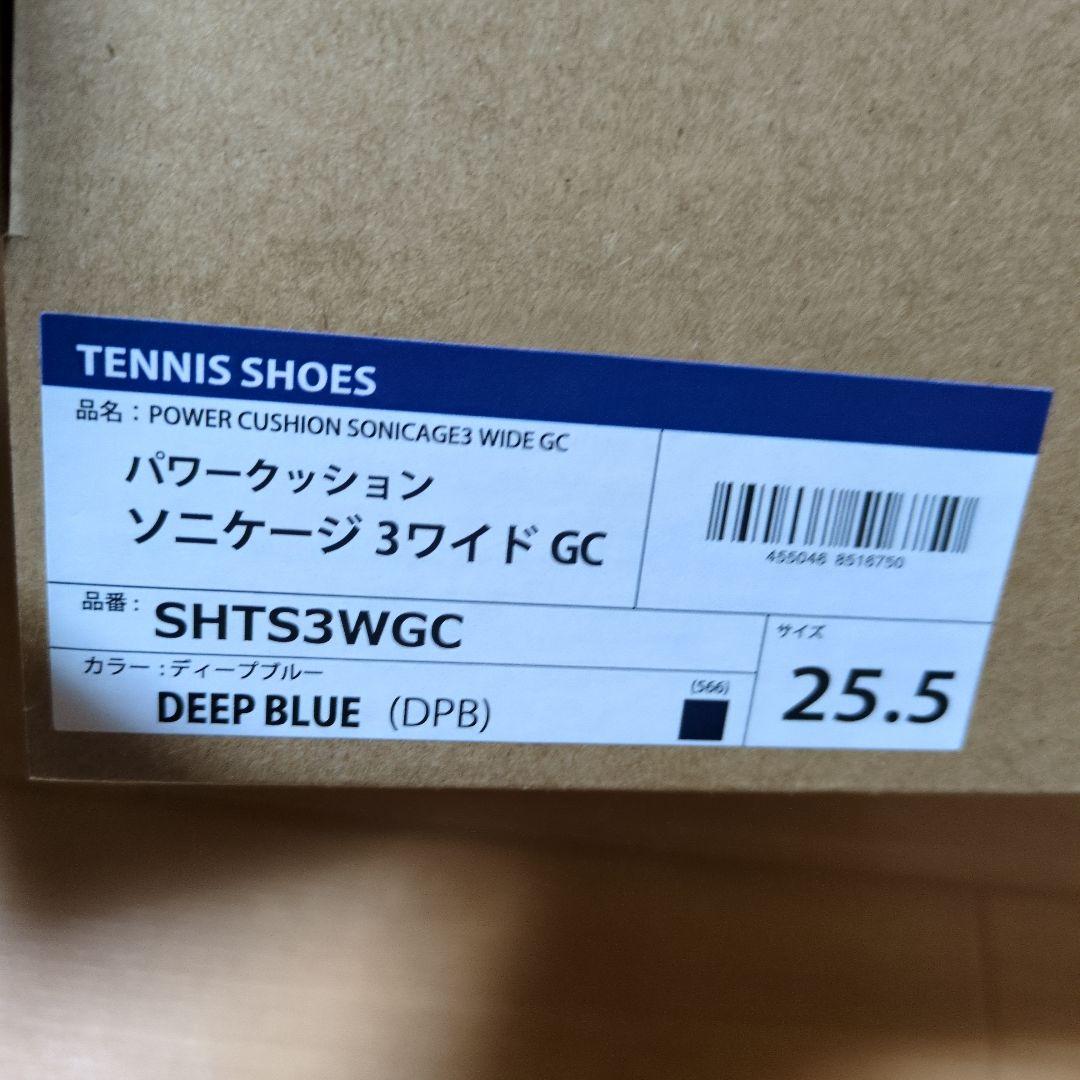 TENNIS SHOES
品名：POWER CUSHION SONICAGE3 WIDE GC
パワークッション
ソニケージ 3ワイド GC
455046 8516750
品番：SHTS3WGC
カラー：ディープブルー
DEEP BLUE (DPB)
(566)
サイズ
25.5